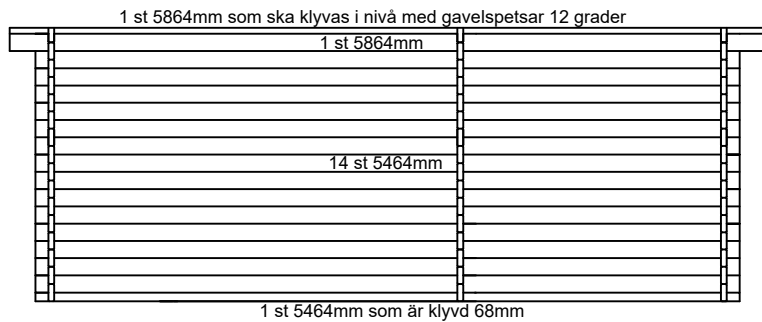 1 st 5864mm som ska klyvas i nivå med gavelspetsar 12 grader
1 st 5864mm
14 st 5464mm
1 st 5464mm som är klyvd 68mm